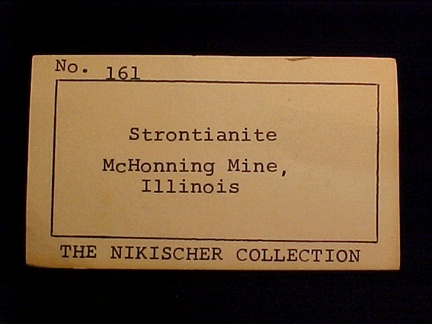 No. 161
Strontianite
McHonning Mine,
Illinois
THE NIKISCHER COLLECTION